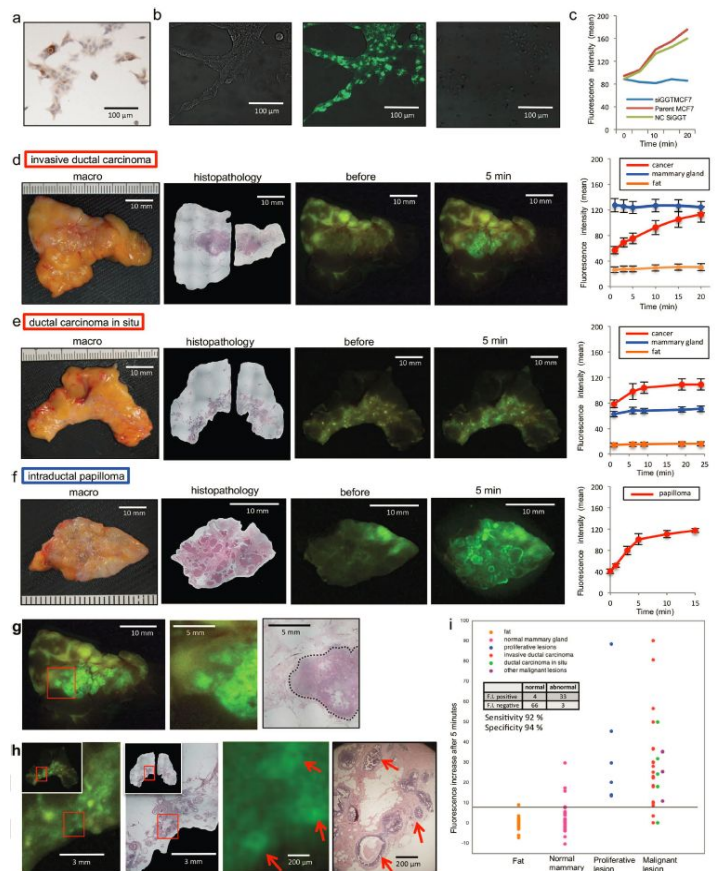 a
100 µm
b
100 µm
100 µm
100 µm
c
Fluorescence intensity (mean)
200
160
120
80
40
0
0
10
20
Time (min)
siGGTMCF7
Parent MCF7
NC SiGGT
d
invasive ductal carcinoma
macro
10 mm
histopathology
10 mm
before
10 mm
5 min
10 mm
Fluorescence intensity (mean)
200
160
120
80
40
0
0
5
10
15
20
Time (min)
cancer
mammary gland
fat
e
ductal carcinoma in situ
macro
10 mm
histopathology
10 mm
before
10 mm
5 min
10 mm
Fluorescence intensity (mean)
200
160
120
80
40
0
0
5
10
15
20
24
Time (min)
cancer
mammary gland
fat
f
intraductal papilloma
macro
10 mm
histopathology
10 mm
before
10 mm
5 min
10 mm
Fluorescence intensity (mean)
200
160
120
80
40
0
0
5
10
15
Time (min)
papilloma
g
10 mm
5 mm
5 mm
h
3 mm
3 mm
200 µm
200 µm
i
Fluorescence increase after 5 minutes
100
80
60
40
20
0
-20
fat
normal mammary gland
proliferative lesions
invasive ductal carcinoma
ductal carcinoma in situ
other malignant lesions
normal abnormal
F.I. positive 4 33
F.I. negative 66 3
Sensitivity 92 %
Specificity 94 %
Fat
Normal mammary
Proliferative lesion
Malignant lesion